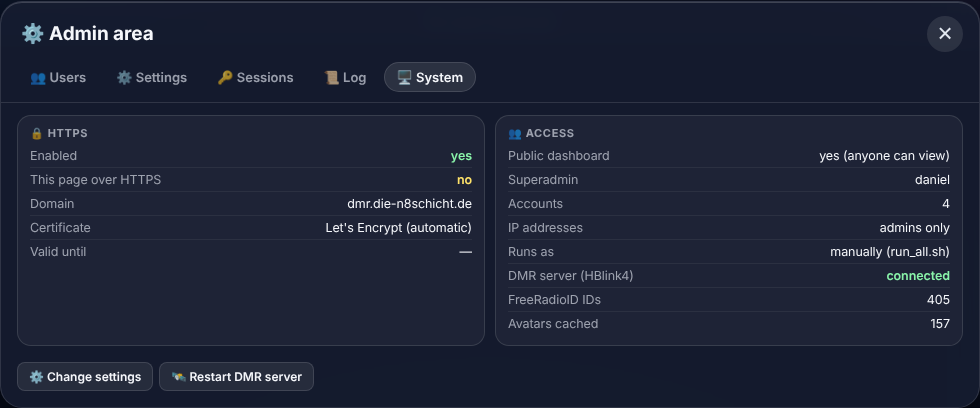 ⚙️ Admin area
✕
👥 Users ⚙️ Settings 🔑 Sessions 📜 Log 🖥️ System
🔒 HTTPS
Enabled yes
This page over HTTPS no
Domain dmr.die-n8schicht.de
Certificate Let's Encrypt (automatic)
Valid until —
👥 ACCESS
Public dashboard yes (anyone can view)
Superadmin daniel
Accounts 4
IP addresses admins only
Runs as manually (run_all.sh)
DMR server (HBlink4) connected
FreeRadioID IDs 405
Avatars cached 157
⚙️ Change settings 🛰️ Restart DMR server